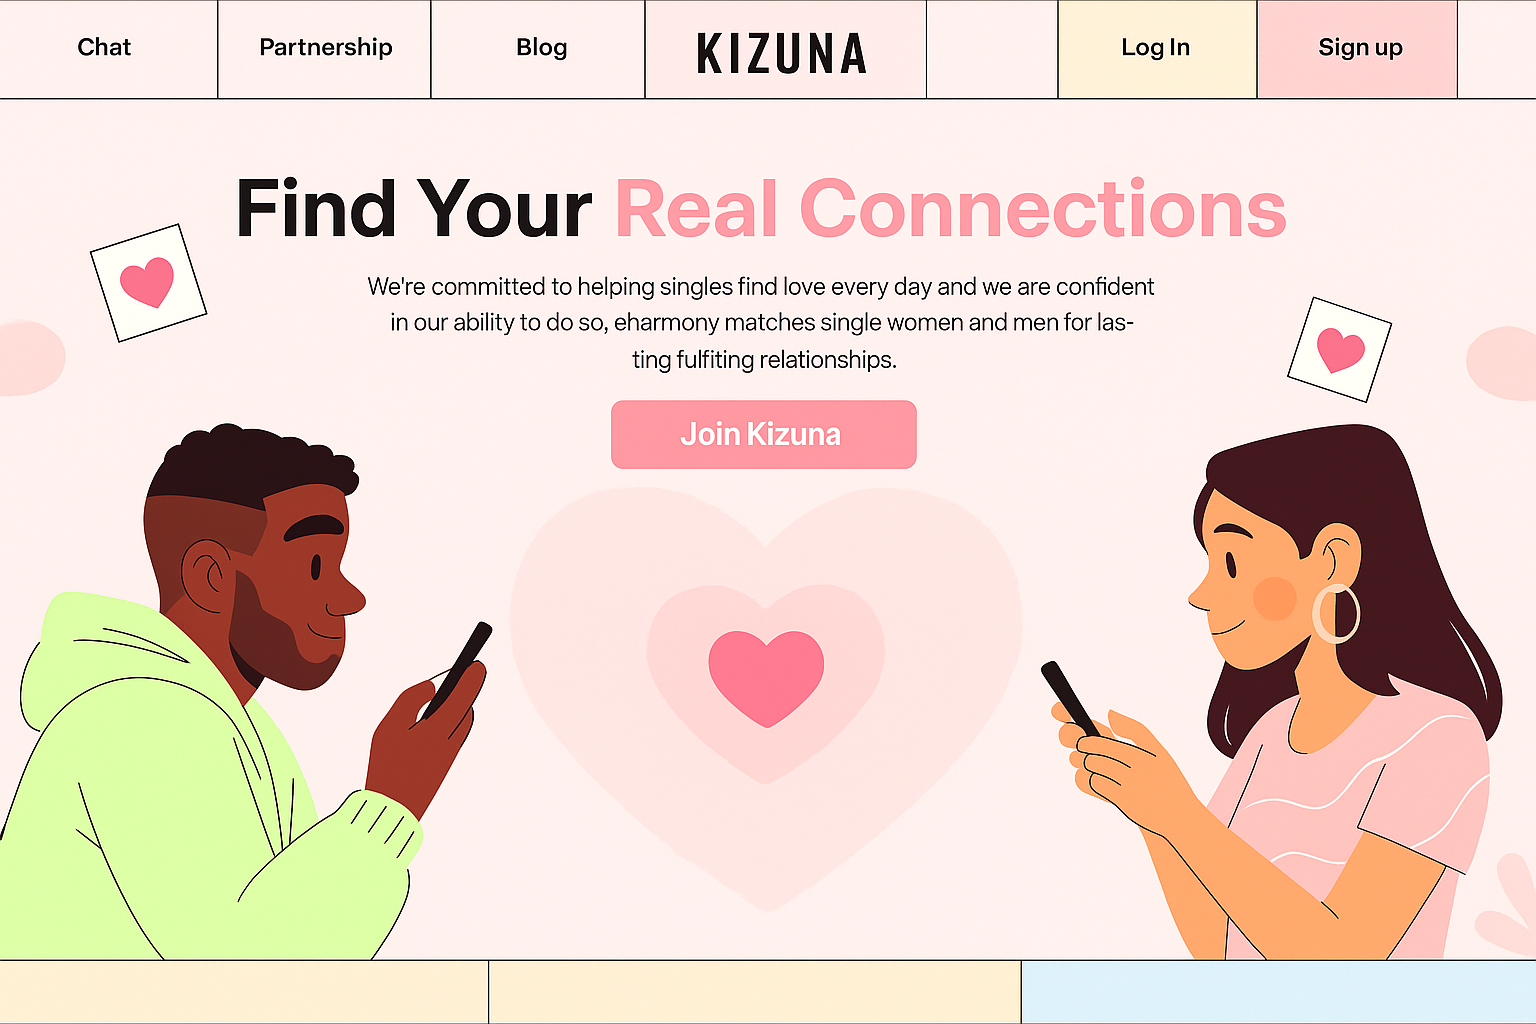 Chat
Partnership
Blog
KIZUNA
Log In
Sign up
Find Your Real Connections
We're committed to helping singles find love every day and we are confident
in our ability to do so, eharmony matches single women and men for las-
ting fulfiting relationships.
Join Kizuna